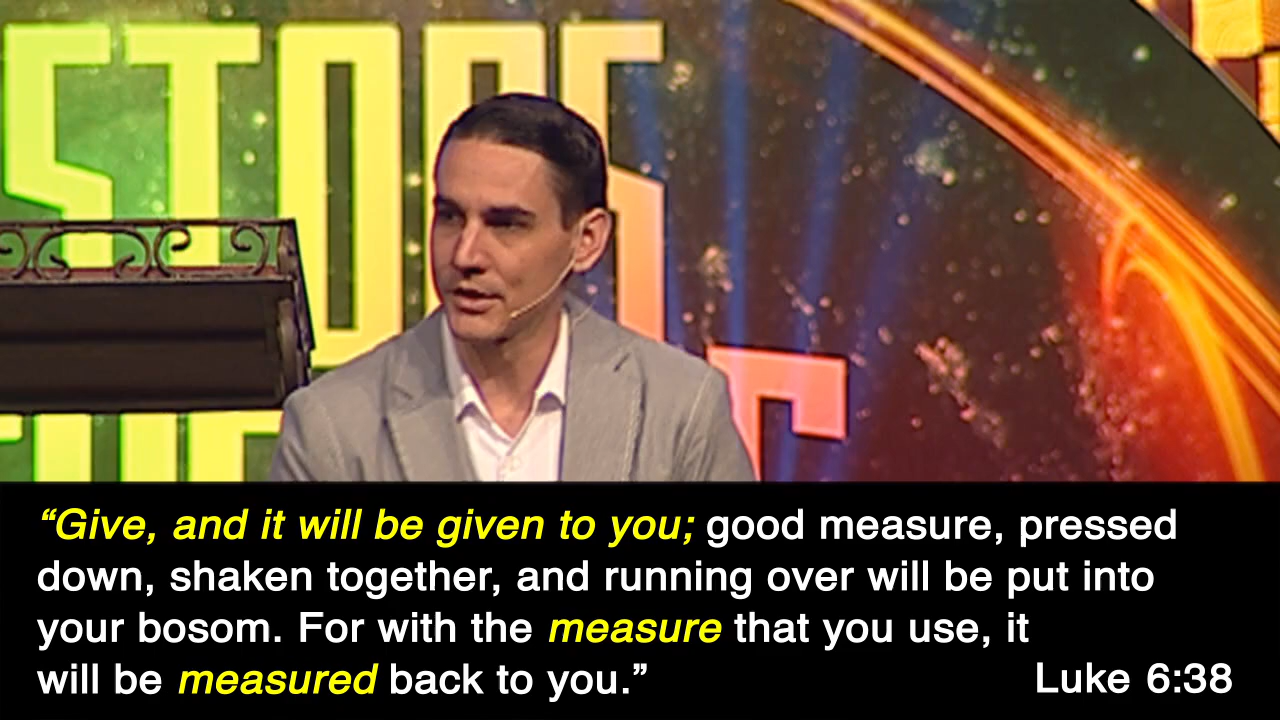 STORE
“Give, and it will be given to you; good measure, pressed
down, shaken together, and running over will be put into
your bosom. For with the measure that you use, it
will be measured back to you.”
Luke 6:38